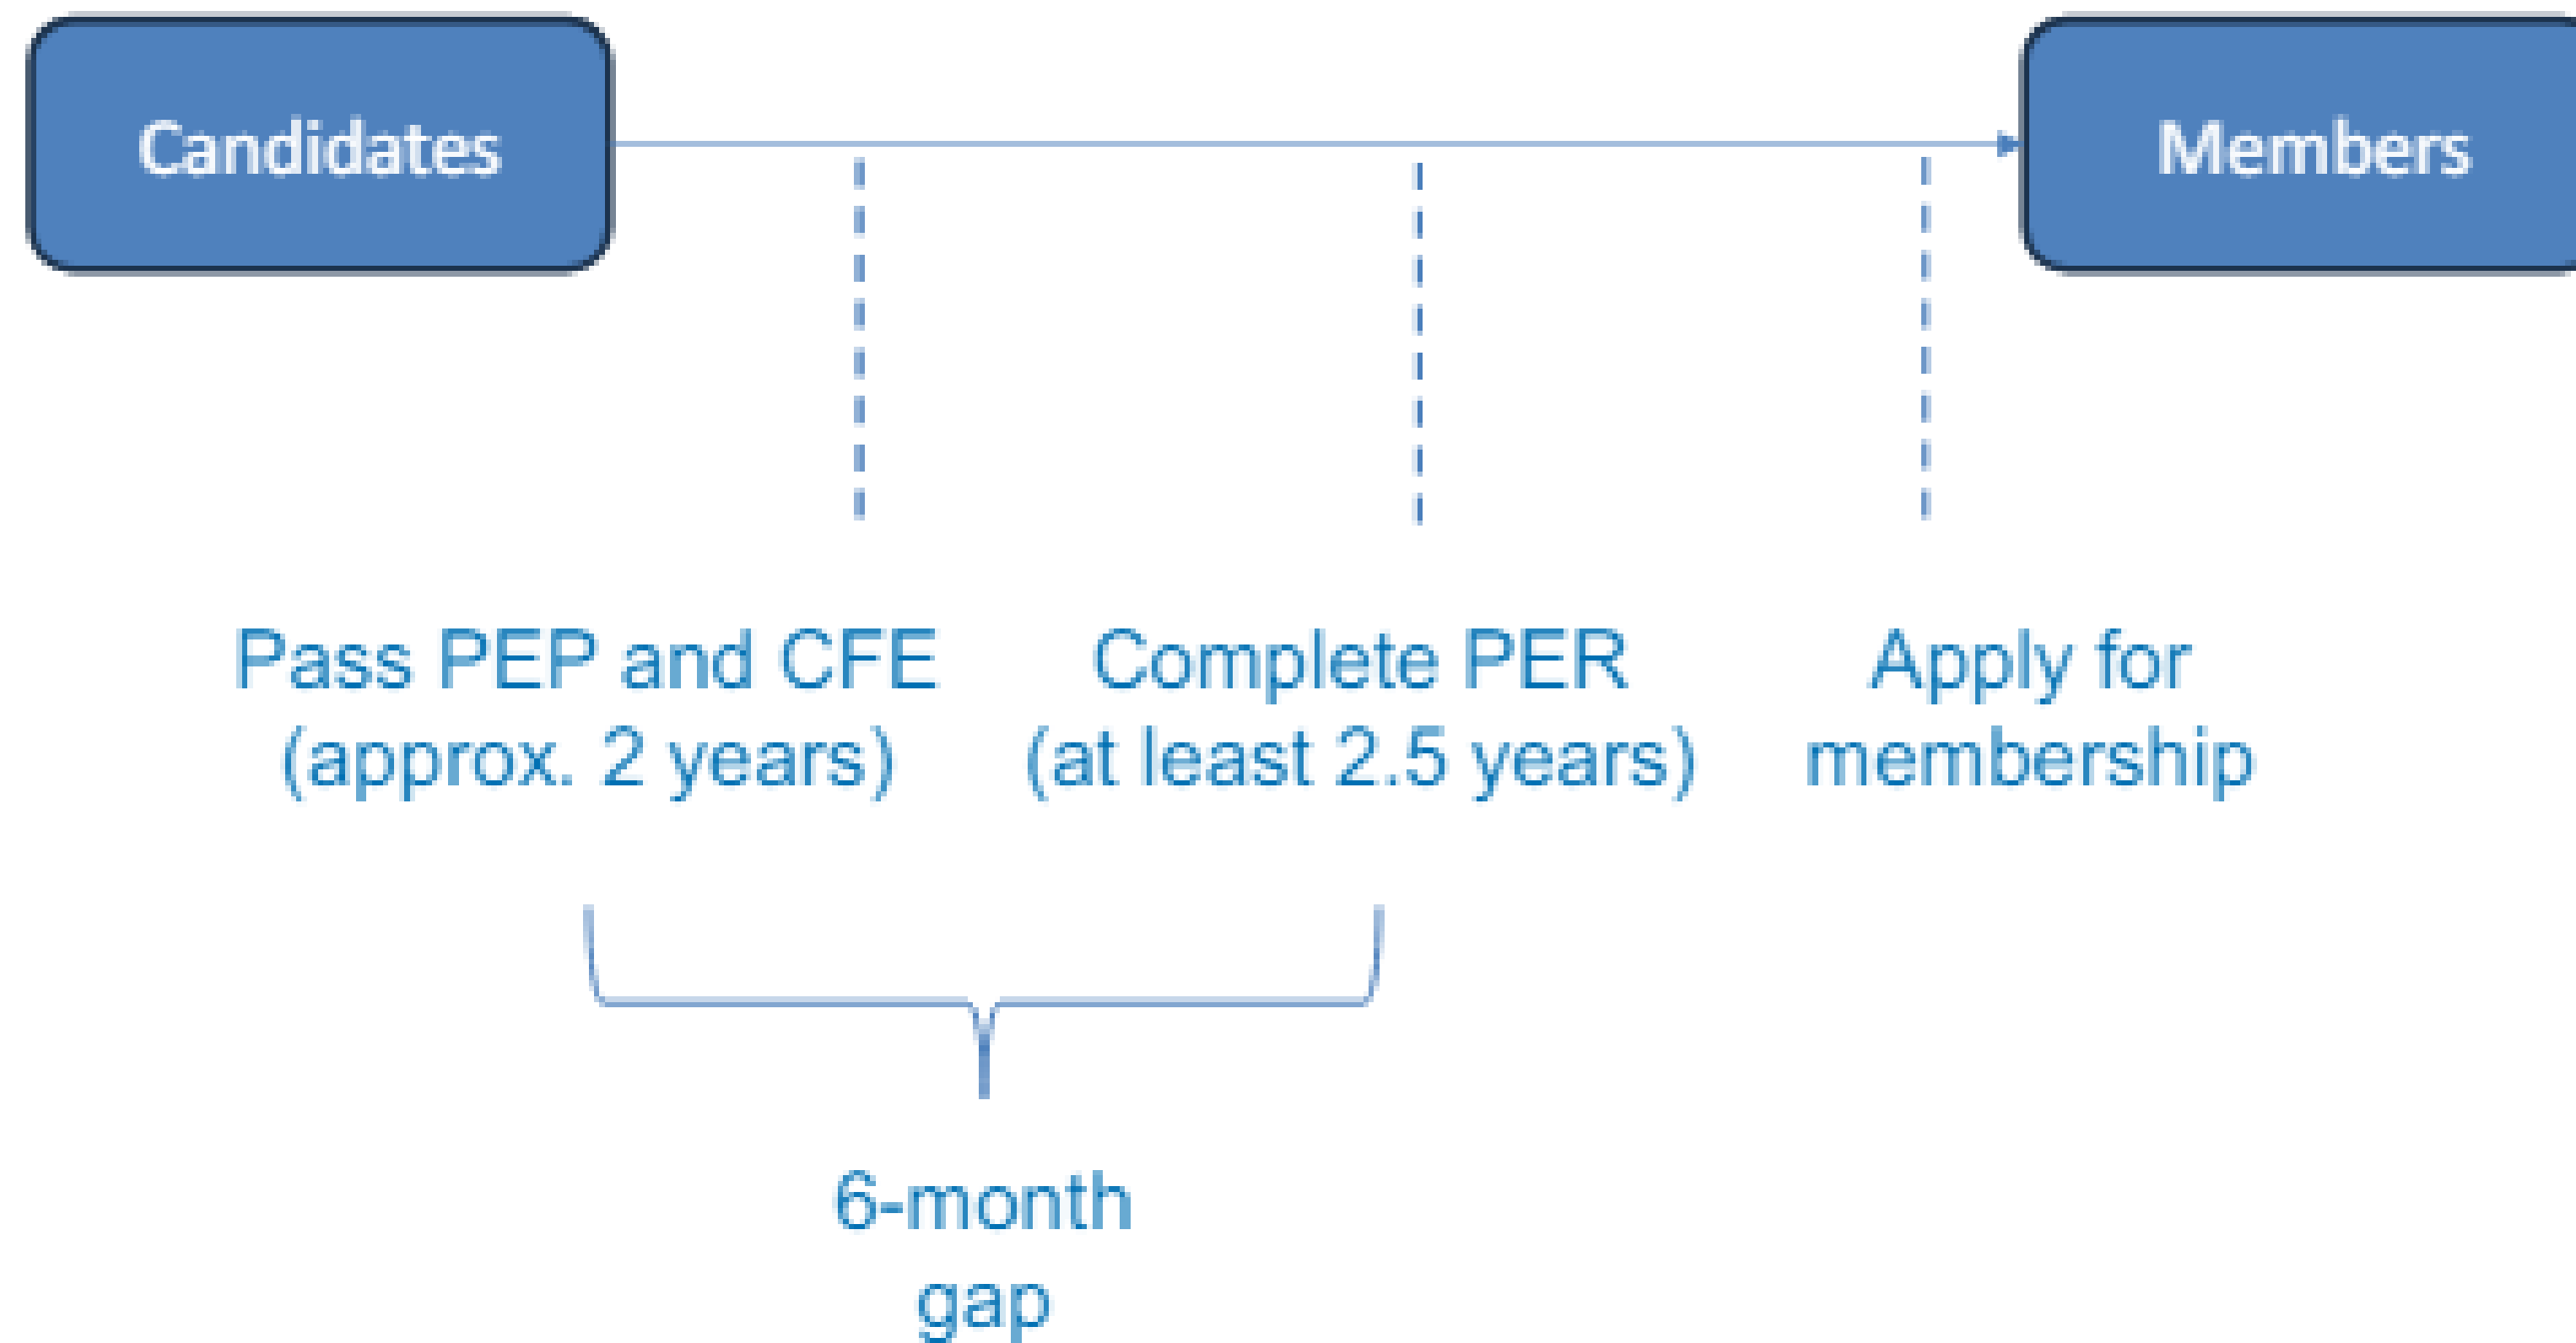 Candidates
Members
Pass PEP and CFE
(approx. 2 years)
Complete PER
(at least 2.5 years)
Apply for
membership
6-month
gap